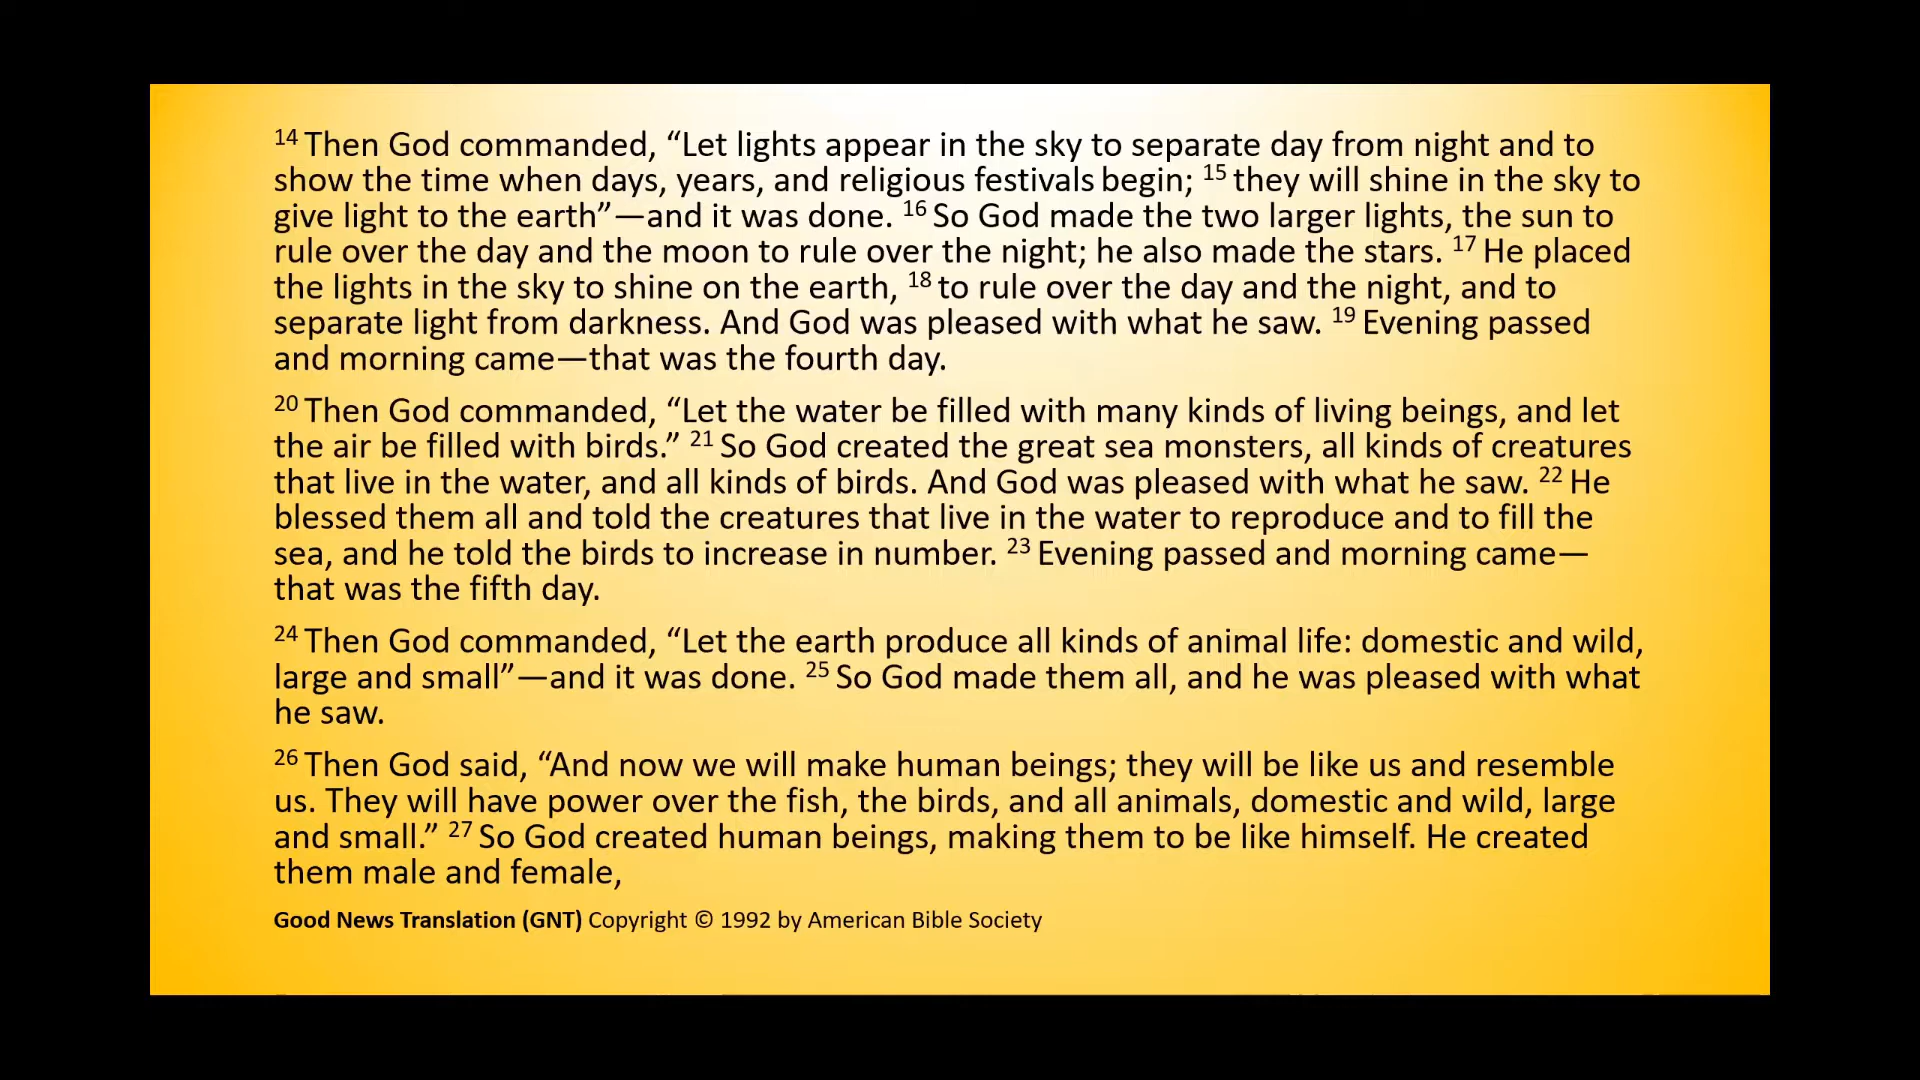 14 Then God commanded, “Let lights appear in the sky to separate day from night and to
show the time when days, years, and religious festivals begin; 15 they will shine in the sky to
give light to the earth”—and it was done. 16 So God made the two larger lights, the sun to
rule over the day and the moon to rule over the night; he also made the stars. 17 He placed
the lights in the sky to shine on the earth, 18 to rule over the day and the night, and to
separate light from darkness. And God was pleased with what he saw. 19 Evening passed
and morning came—that was the fourth day.
20 Then God commanded, “Let the water be filled with many kinds of living beings, and let
the air be filled with birds.” 21 So God created the great sea monsters, all kinds of creatures
that live in the water, and all kinds of birds. And God was pleased with what he saw. 22 He
blessed them all and told the creatures that live in the water to reproduce and to fill the
sea, and he told the birds to increase in number. 23 Evening passed and morning came—
that was the fifth day.
24 Then God commanded, “Let the earth produce all kinds of animal life: domestic and wild,
large and small”—and it was done. 25 So God made them all, and he was pleased with what
he saw.
26 Then God said, “And now we will make human beings; they will be like us and resemble
us. They will have power over the fish, the birds, and all animals, domestic and wild, large
and small.” 27 So God created human beings, making them to be like himself. He created
them male and female,
Good News Translation (GNT) Copyright © 1992 by American Bible Society